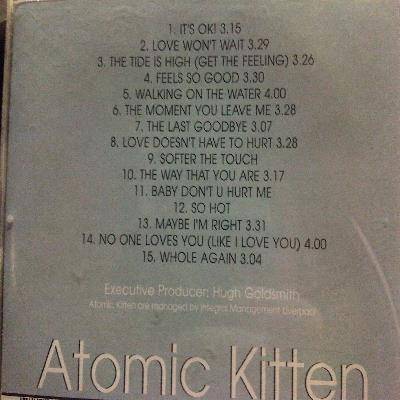 1. IT'S OK! 3.15
2. LOVE WON'T WAIT 3.29
3. THE TIDE IS HIGH (GET THE FEELING) 3.26
4. FEELS SO GOOD 3.30
5. WALKING ON THE WATER 4.00
6. THE MOMENT YOU LEAVE ME 3.28
7. THE LAST GOODBYE 3.07
8. LOVE DOESN'T HAVE TO HURT 3.28
9. SOFTER THE TOUCH
10. THE WAY THAT YOU ARE 3.17
11. BABY DON'T U HURT ME
12. SO HOT
13. MAYBE I'M RIGHT 3.31
14. NO ONE LOVES YOU (LIKE I LOVE YOU) 4.00
15. WHOLE AGAIN 3.04
Executive Producer: Hugh Goldsmith
Atomic Kitten are managed by Integral Management Liverpool
Atomic Kitten